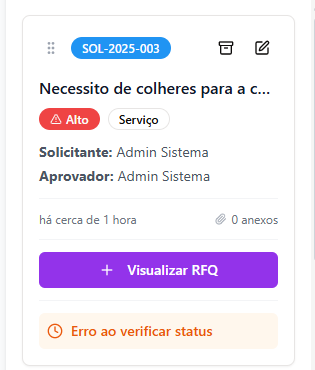 SOL-2025-003
Necessito de colheres para a c...
Alto
Serviço
Solicitante: Admin Sistema
Aprovador: Admin Sistema
há cerca de 1 hora
0 anexos
Visualizar RFQ
Erro ao verificar status